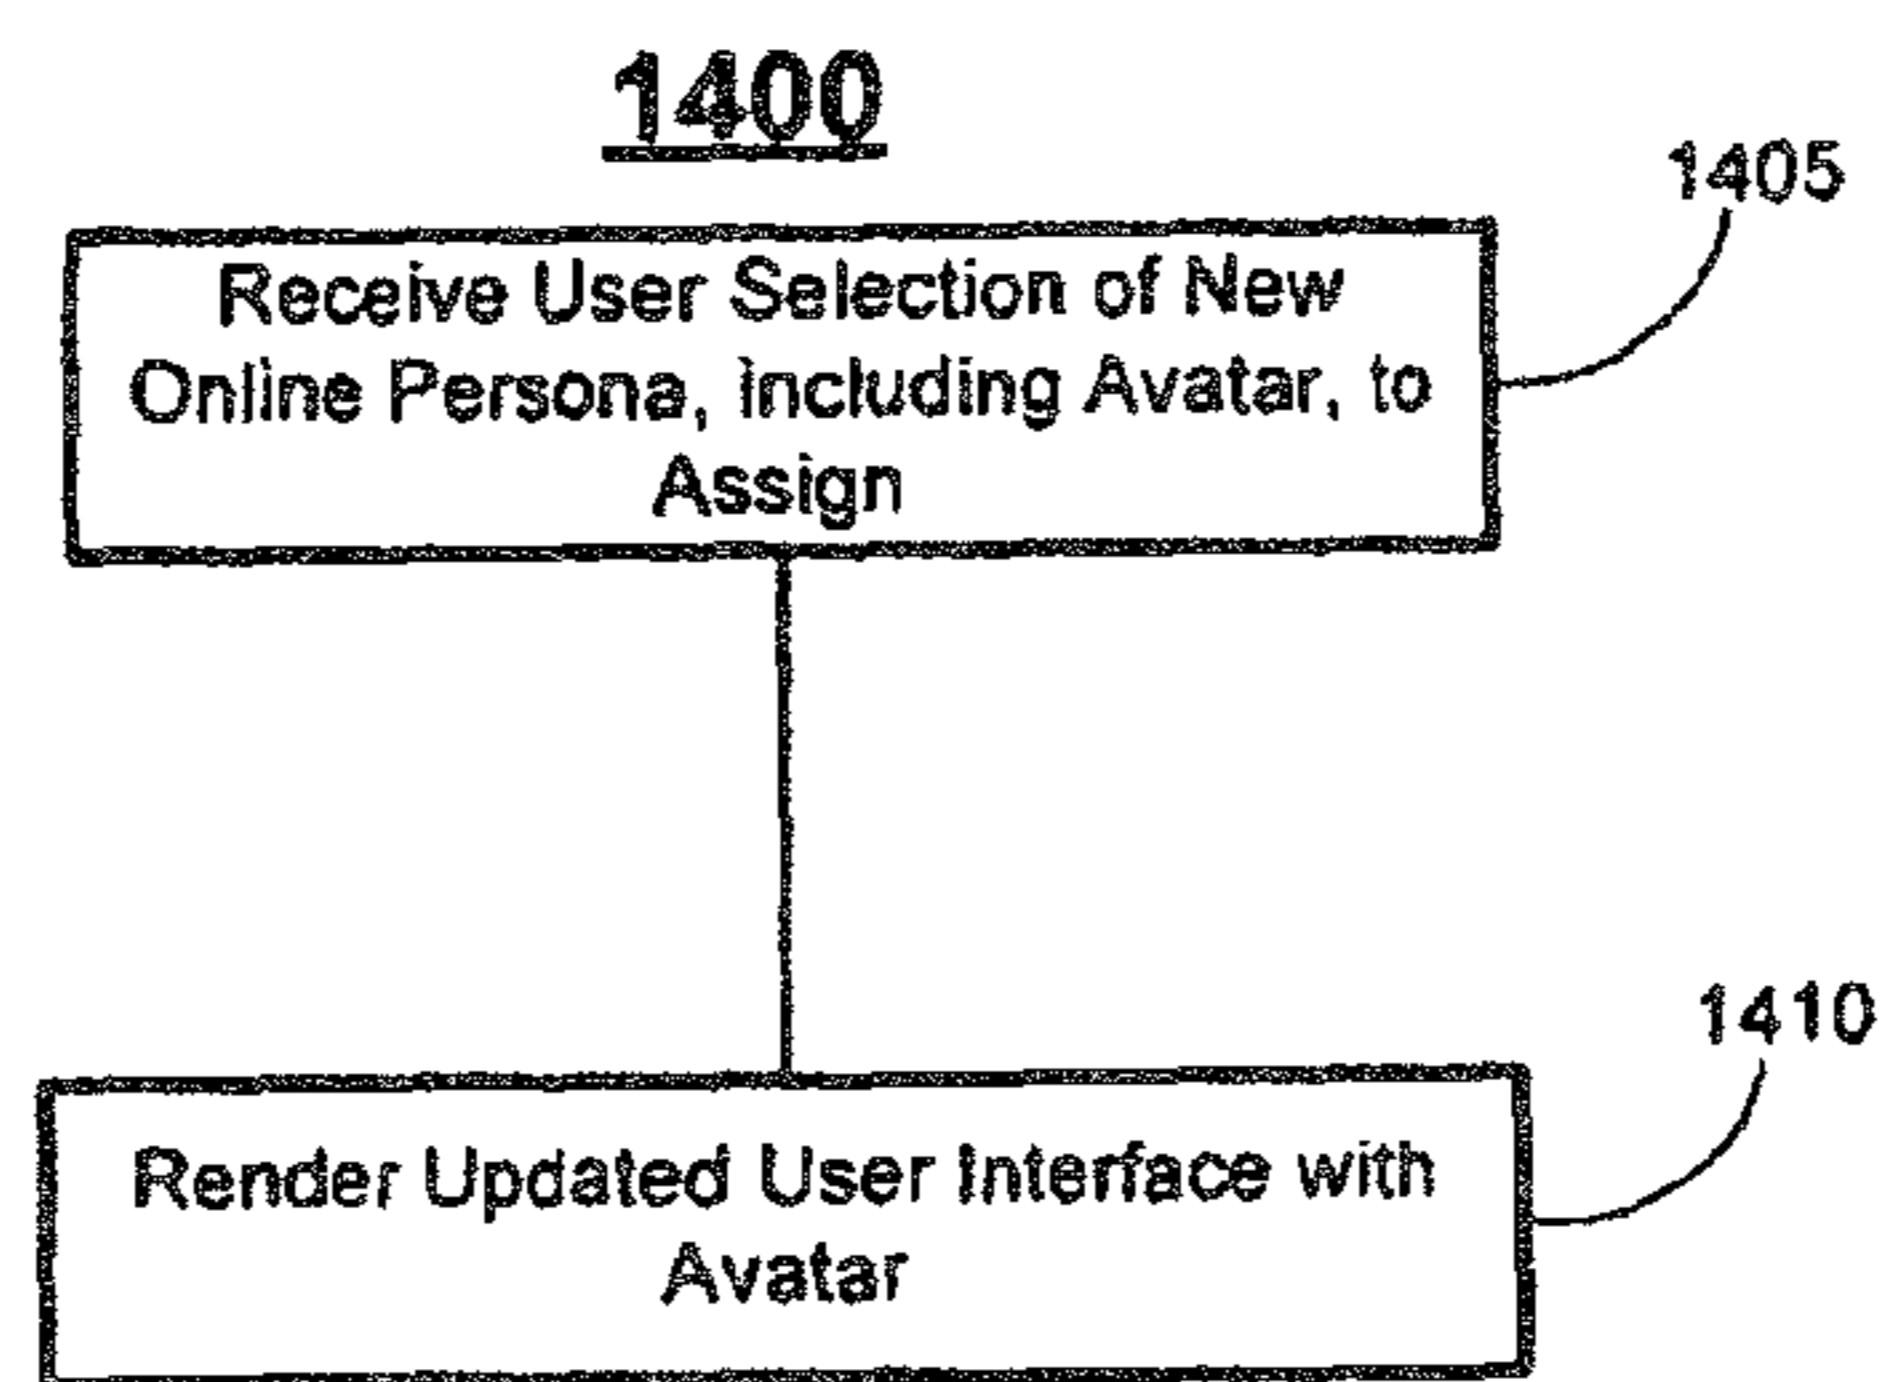 1400
1405
Receive User Selection of New
Online Persona, Including Avatar, to
Assign
1410
Render Updated User Interface with
Avatar